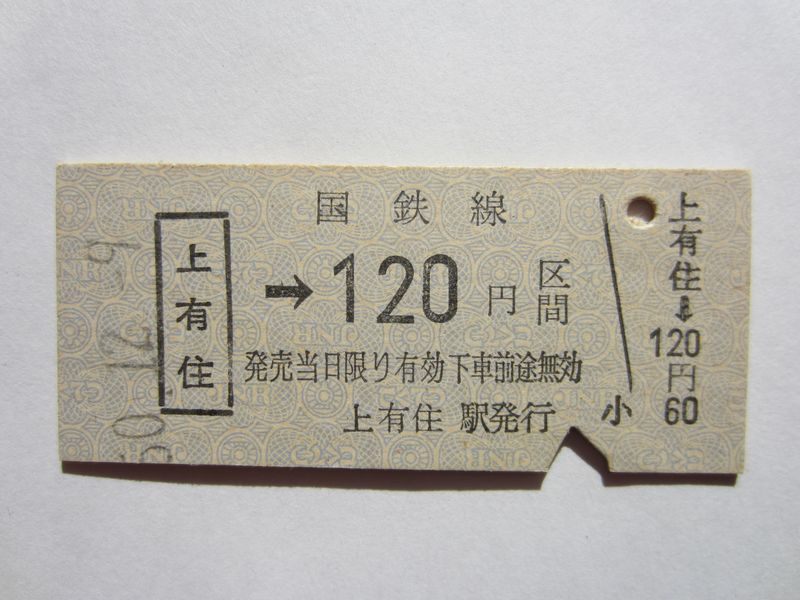 国鉄線
上有住
→120円区間
発売当日限り有効下車前途無効
上有住 駅発行
小
上有住➡120円60